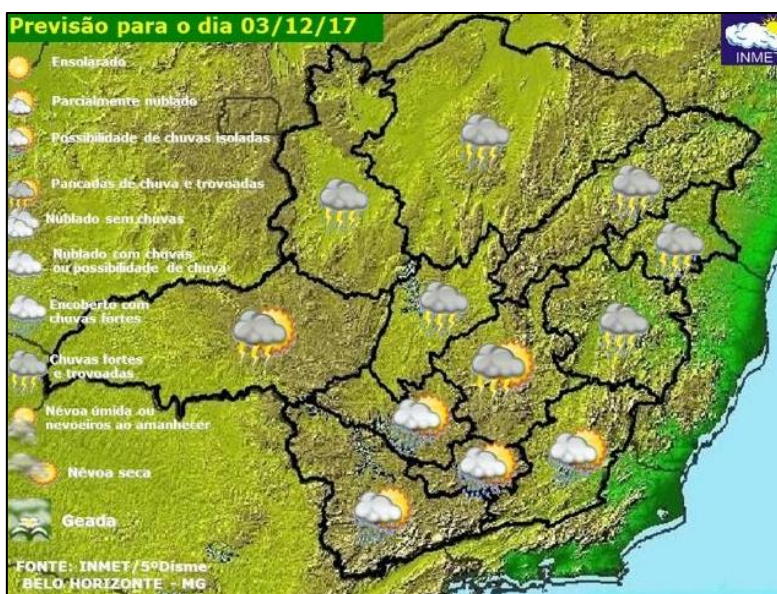 Previsão para o dia 03/12/17
INME
Ensolarado
Parcialmente nublado
Possibilidade de chuvas isoladas
Pancadas de chuva e trovoadas
Nublado sem chuvas
Nublado com chuvas
ou possibilidade de chuva
Encoberto com
chuvas fortes
Chuvas fortes
e trovoadas
Névoa úmida ou
nevoeiros ao amanhecer
Névoa seca
Geada
FONTE: INMET/5ºDisme
BELO HORIZONTE - MG